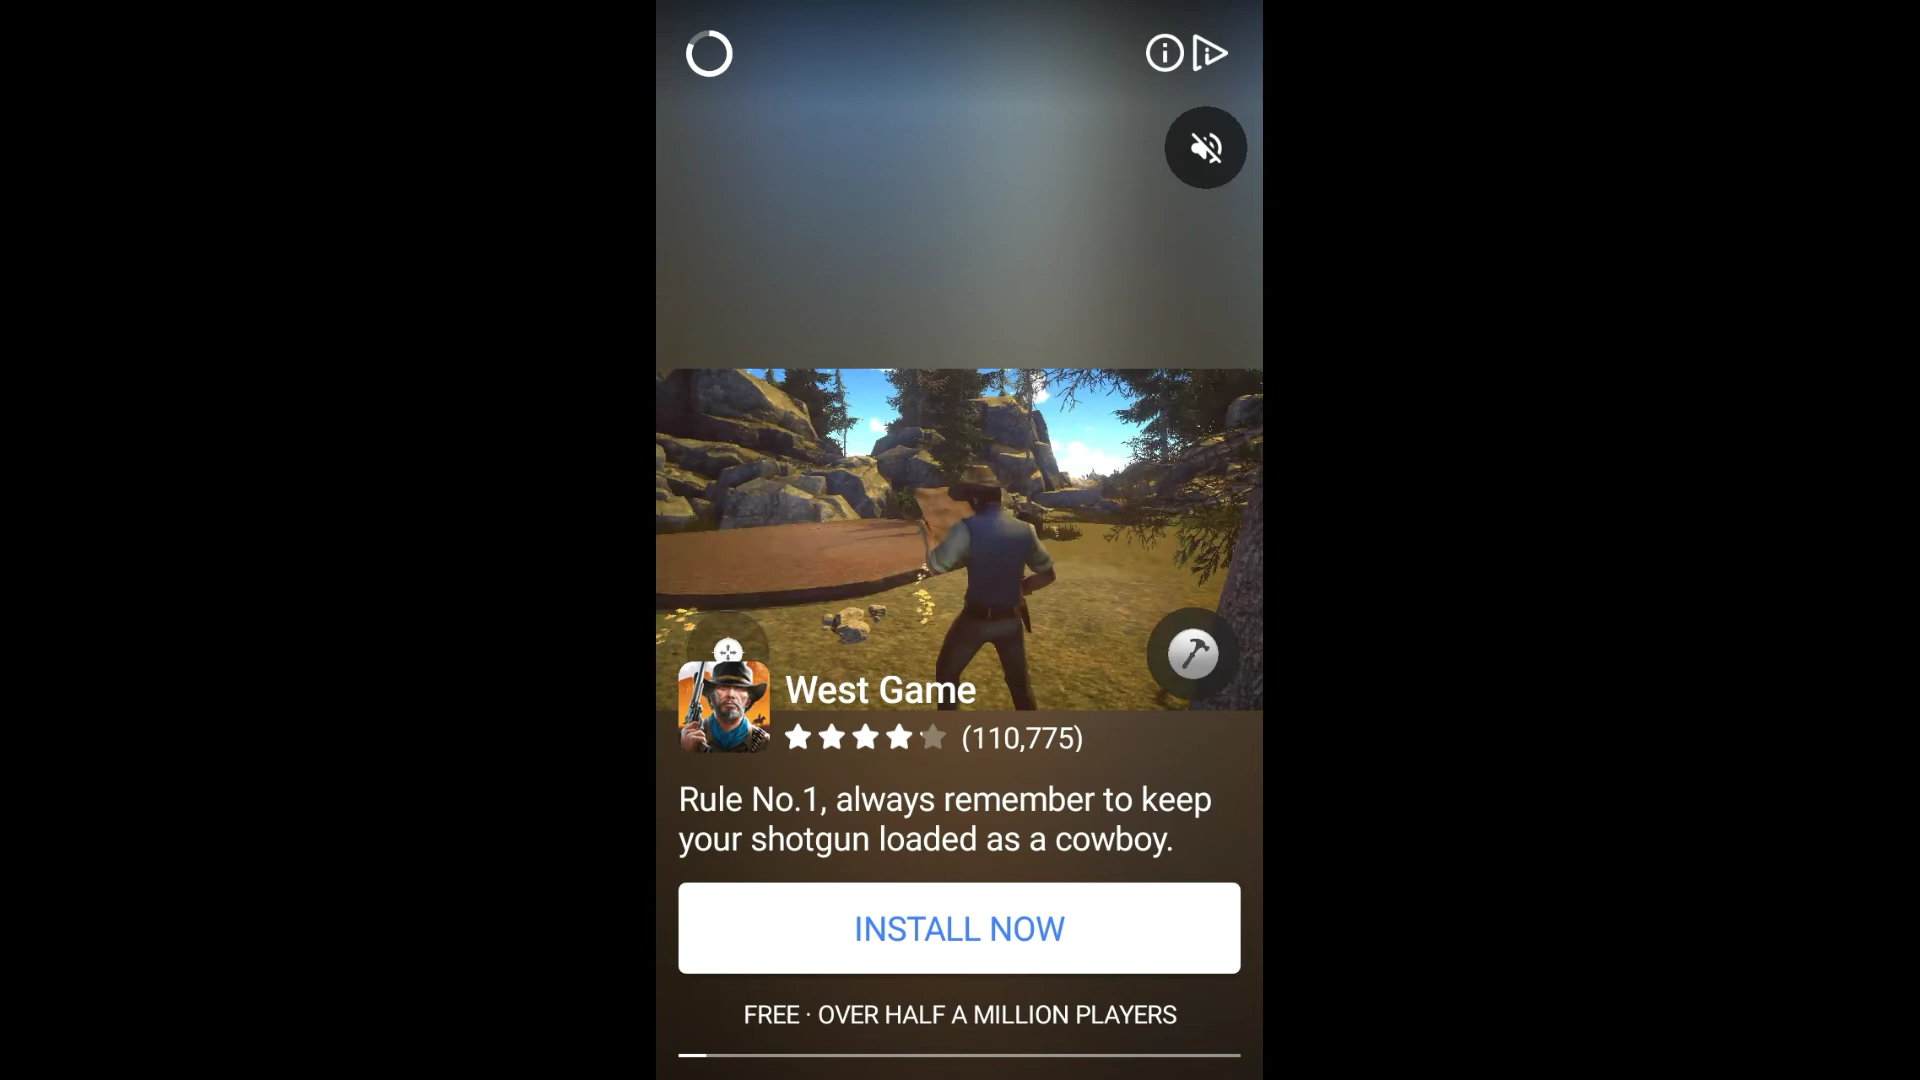 West Game
(110,775)
Rule No.1, always remember to keep
your shotgun loaded as a cowboy.
INSTALL NOW
FREE · OVER HALF A MILLION PLAYERS